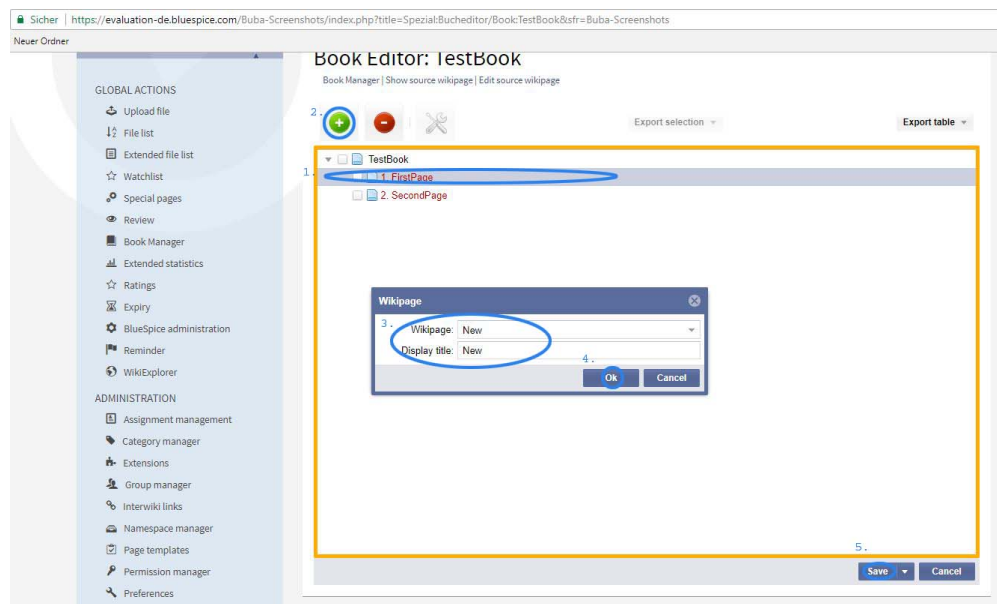 Sicher | https://evaluation-de.bluespice.com/Buba-Screenshots/index.php?title=Spezial:Bucheditor/Book:TestBook&sfr=Buba-Screenshots
Neuer Ordner
GLOBAL ACTIONS
Upload file
File list
Extended file list
Watchlist
Special pages
Review
Book Manager
Extended statistics
Ratings
Expiry
BlueSpice administration
Reminder
WikiExplorer
ADMINISTRATION
Assignment management
Category manager
Extensions
Group manager
Interwiki links
Namespace manager
Page templates
Permission manager
Preferences
Book Editor: TestBook
Book Manager | Show source wikipage | Edit source wikipage
2.
Export selection
Export table
TestBook
1. 1. FirstPage
2. SecondPage
Wikipage
3. Wikipage: New
Display title: New
4.
Ok Cancel
5.
Save Cancel